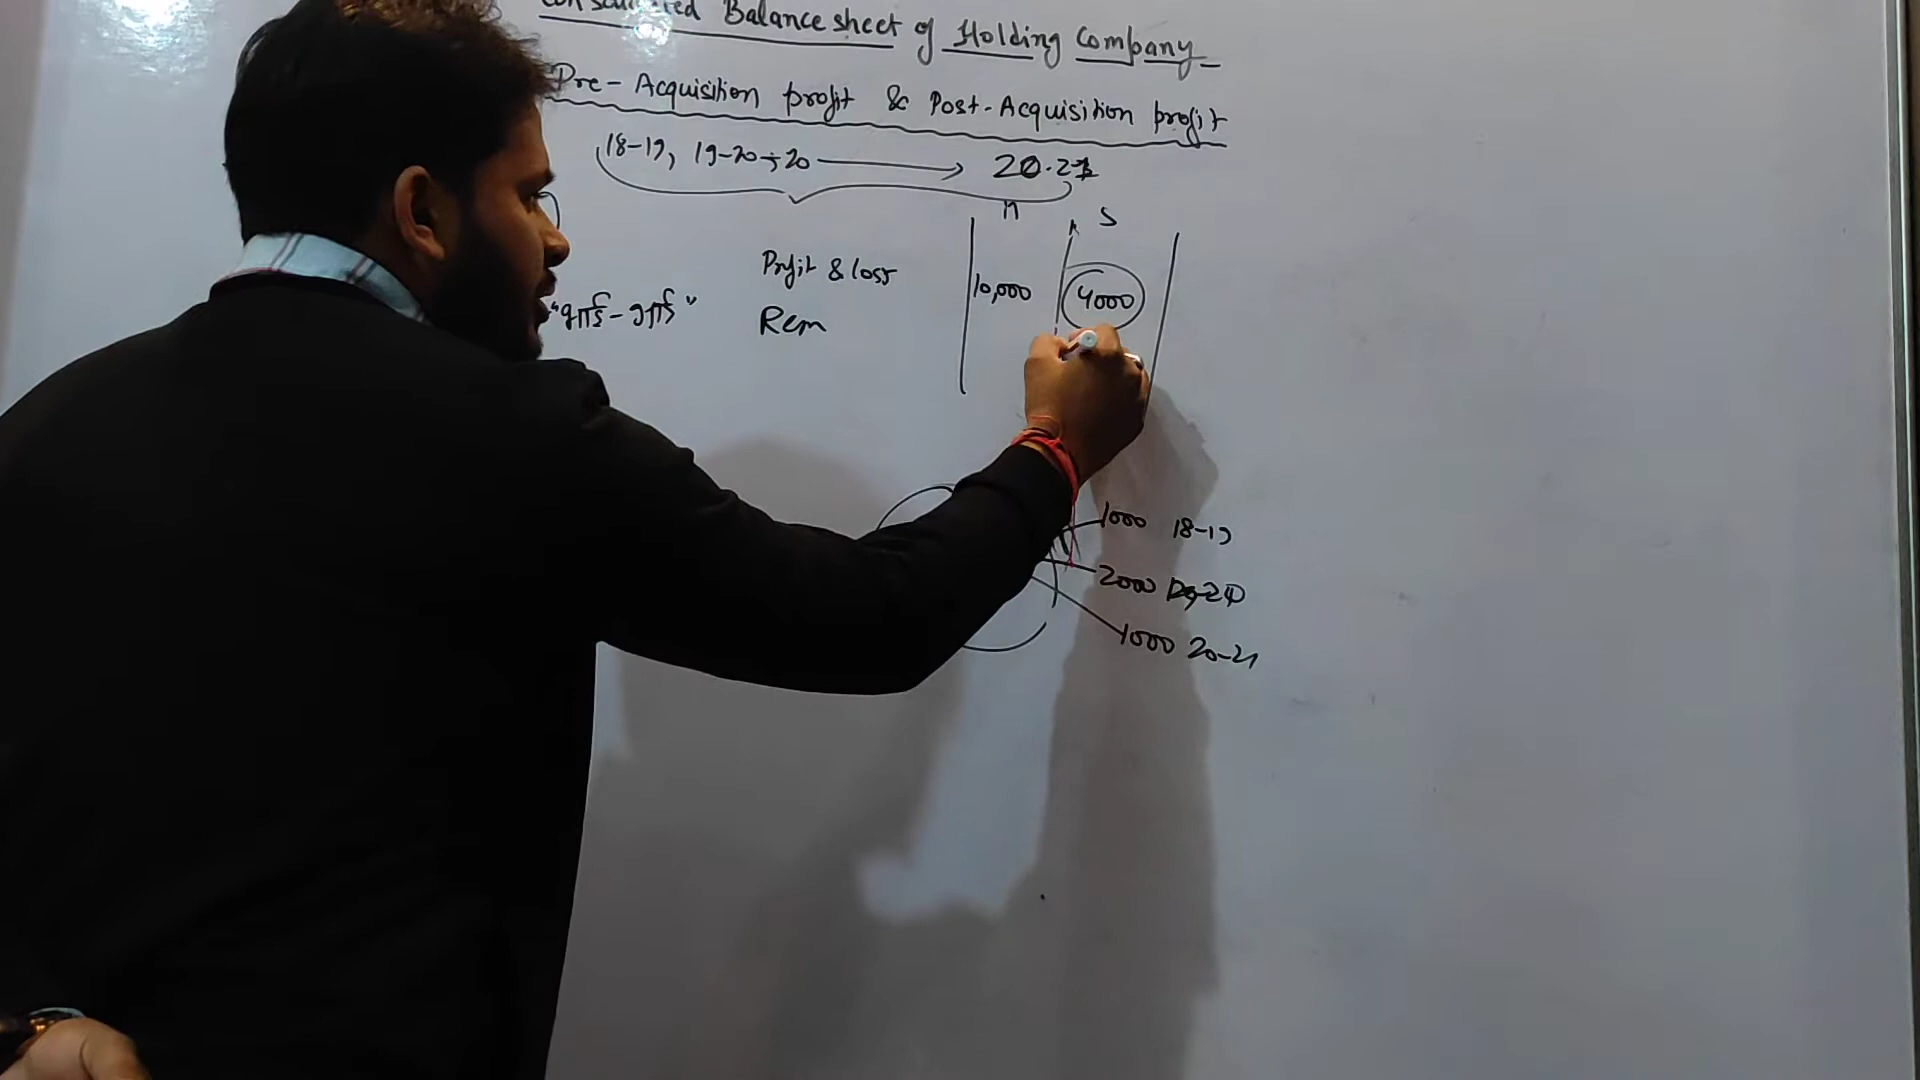 Balance sheet of Holding Company
Pre-Acquisition profit & Post-Acquisition profit
18-19, 19-20, 20 20.21
H S
Profit & loss 10,000 4000
"भाई-भाई" Rem
1000 18-19
2000
1000 20-21